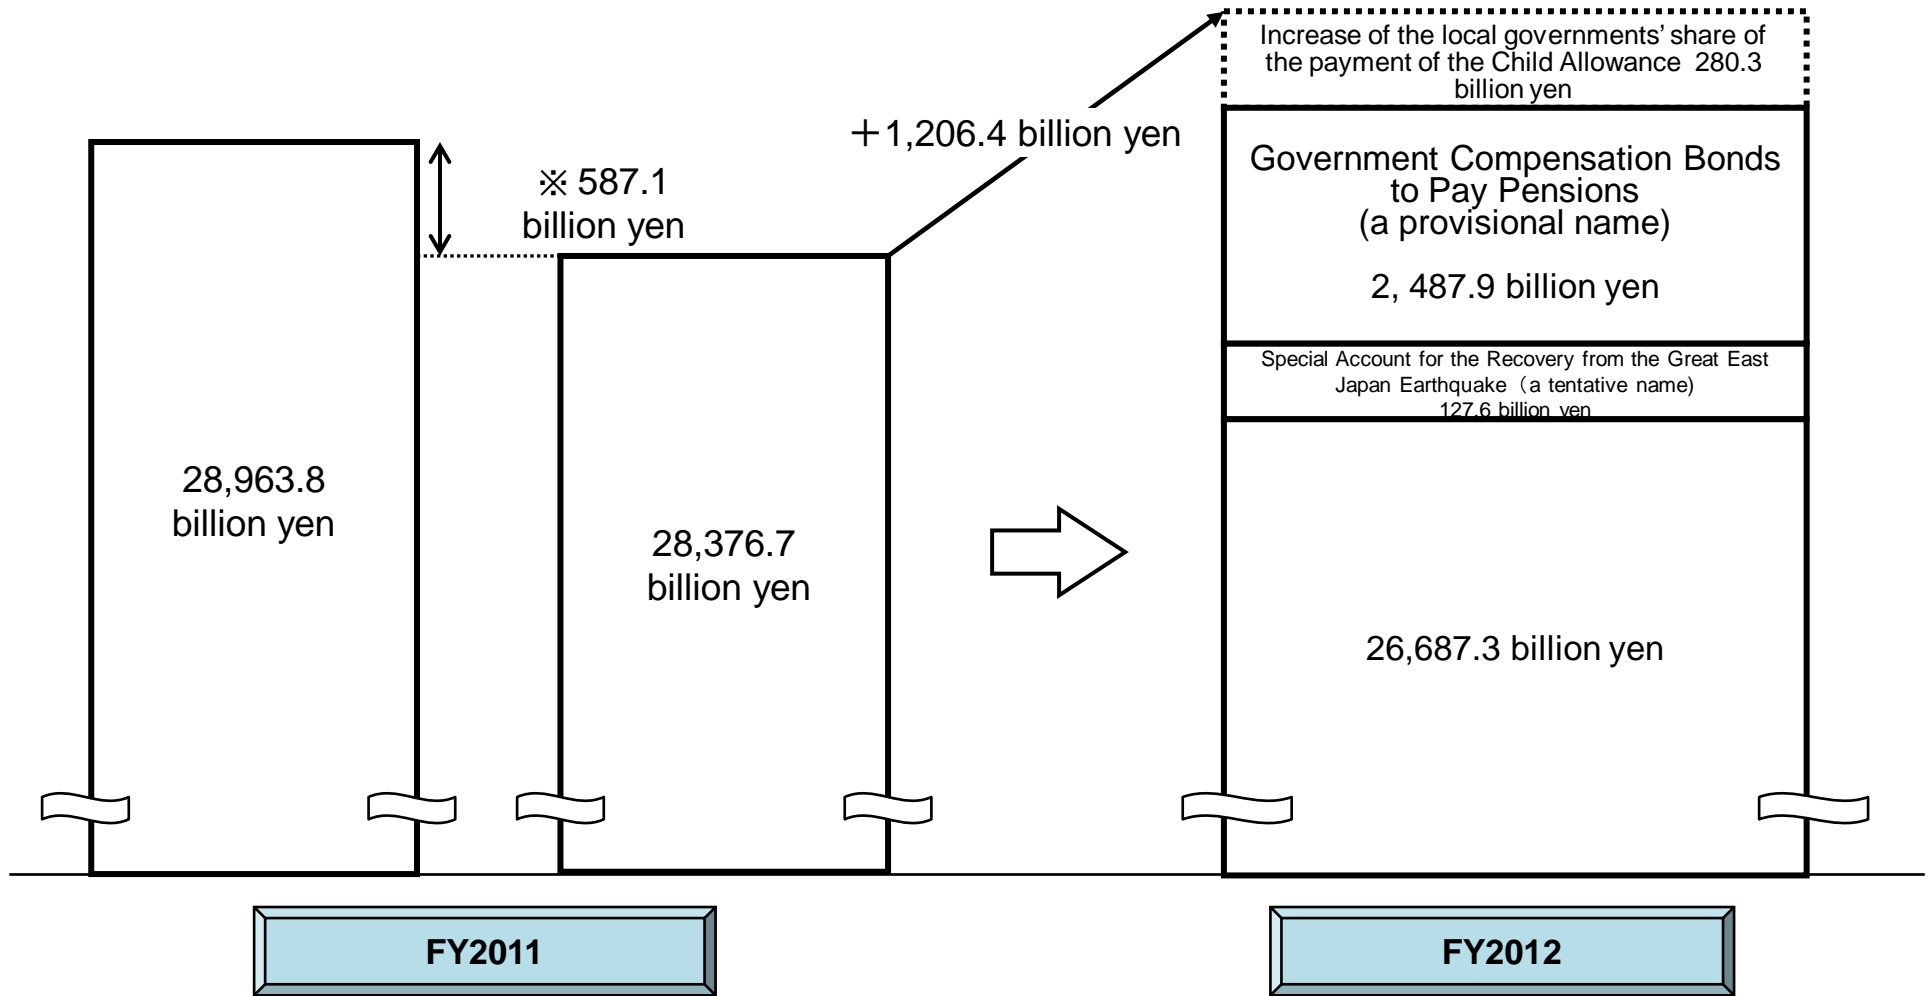 Increase of the local governments’ share of
the payment of the Child Allowance 280.3
billion yen
+1,206.4 billion yen
※ 587.1
billion yen
Government Compensation Bonds
to Pay Pensions
(a provisional name)
2, 487.9 billion yen
Special Account for the Recovery from the Great East
Japan Earthquake（a tentative name)
127.6 billion yen
28,963.8
billion yen
28,376.7
billion yen
26,687.3 billion yen
FY2011
FY2012